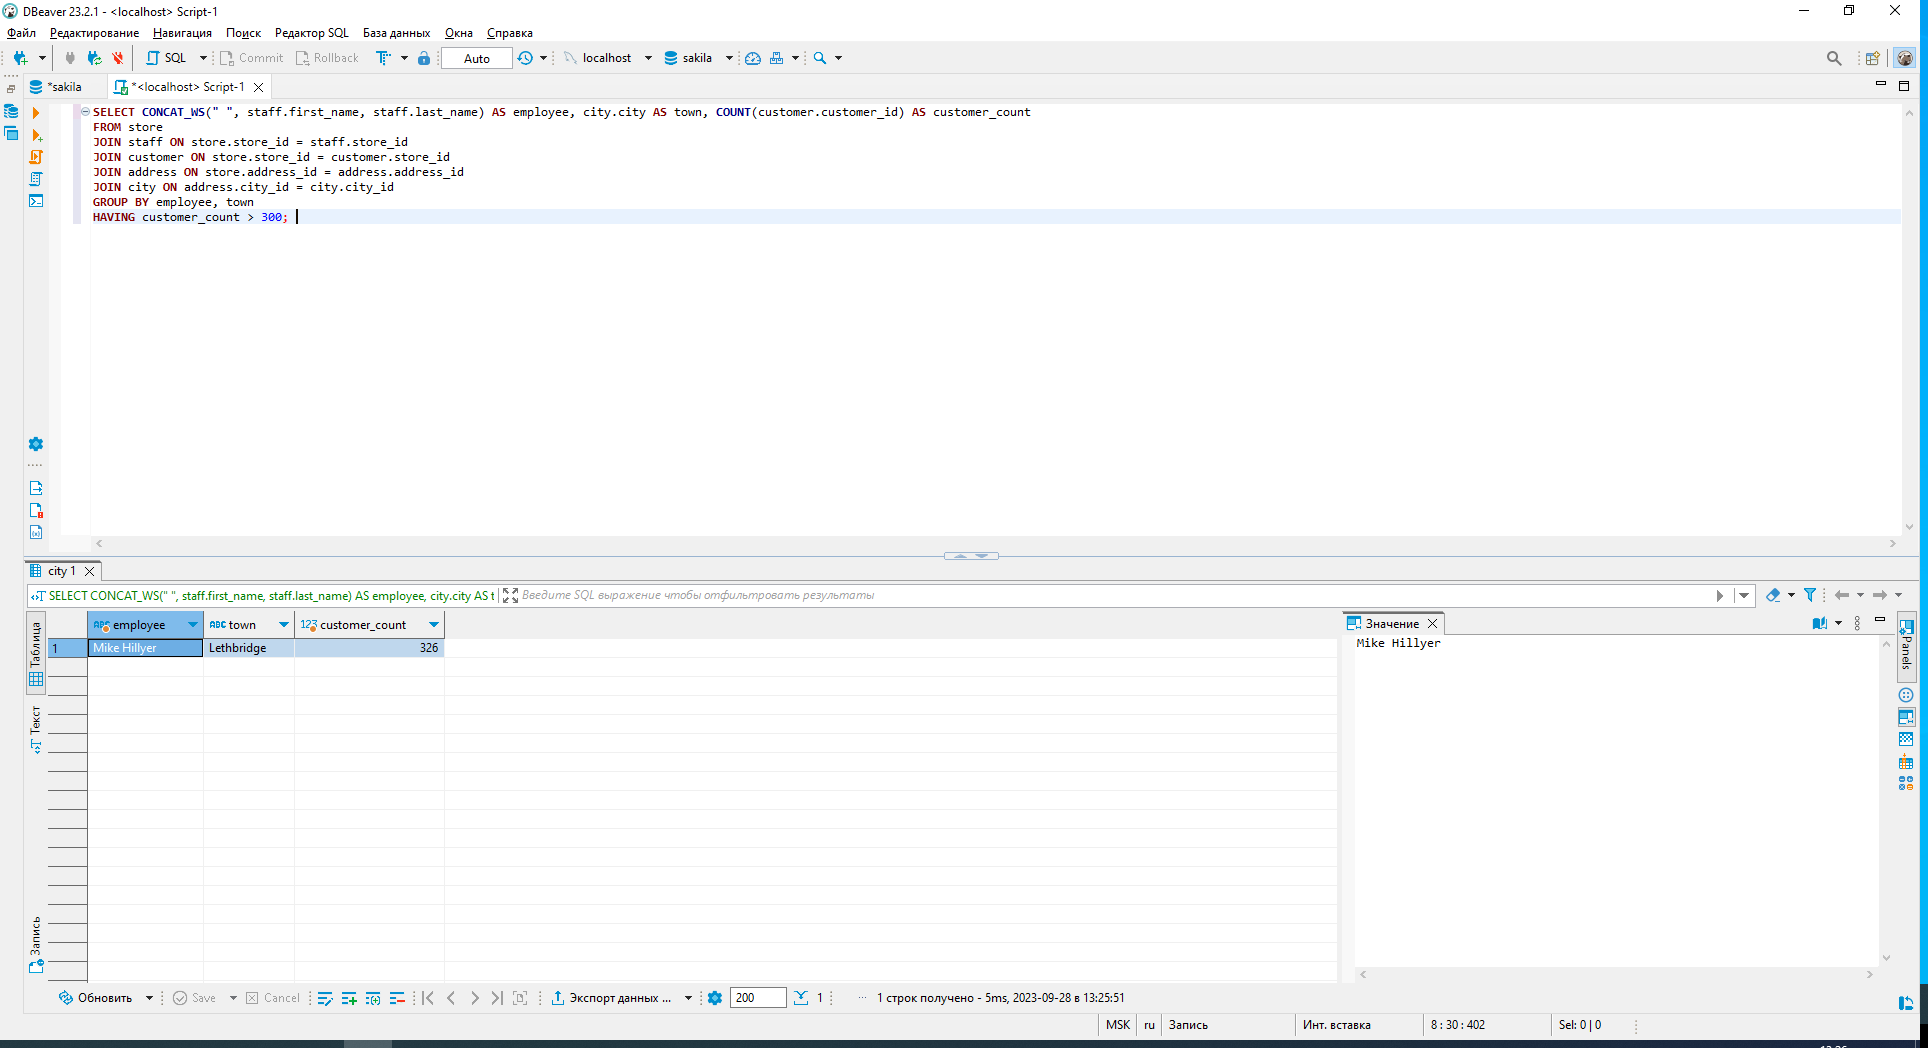 DBeaver 23.2.1 - <localhost> Script-1
Файл Редактирование Навигация Поиск Редактор SQL База данных Окна Справка
SQL Commit Rollback Auto localhost sakila
*sakila *<localhost> Script-1
SELECT CONCAT_WS(" ", staff.first_name, staff.last_name) AS employee, city.city AS town, COUNT(customer.customer_id) AS customer_count
FROM store
JOIN staff ON store.store_id = staff.store_id
JOIN customer ON store.store_id = customer.store_id
JOIN address ON store.address_id = address.address_id
JOIN city ON address.city_id = city.city_id
GROUP BY employee, town
HAVING customer_count > 300;
city 1
SELECT CONCAT_WS(" ", staff.first_name, staff.last_name) AS employee, city.city AS t Введите SQL выражение чтобы отфильтровать результаты
Таблица
Текст
Запись
ABC employee ABC town 123 customer_count
1 Mike Hillyer Lethbridge 326
Значение
Mike Hillyer
Panels
Обновить Save Cancel Экспорт данных ... 200 1 ... 1 строк получено - 5ms, 2023-09-28 в 13:25:51
MSK ru Запись Инт. вставка 8 : 30 : 402 Sel: 0 | 0